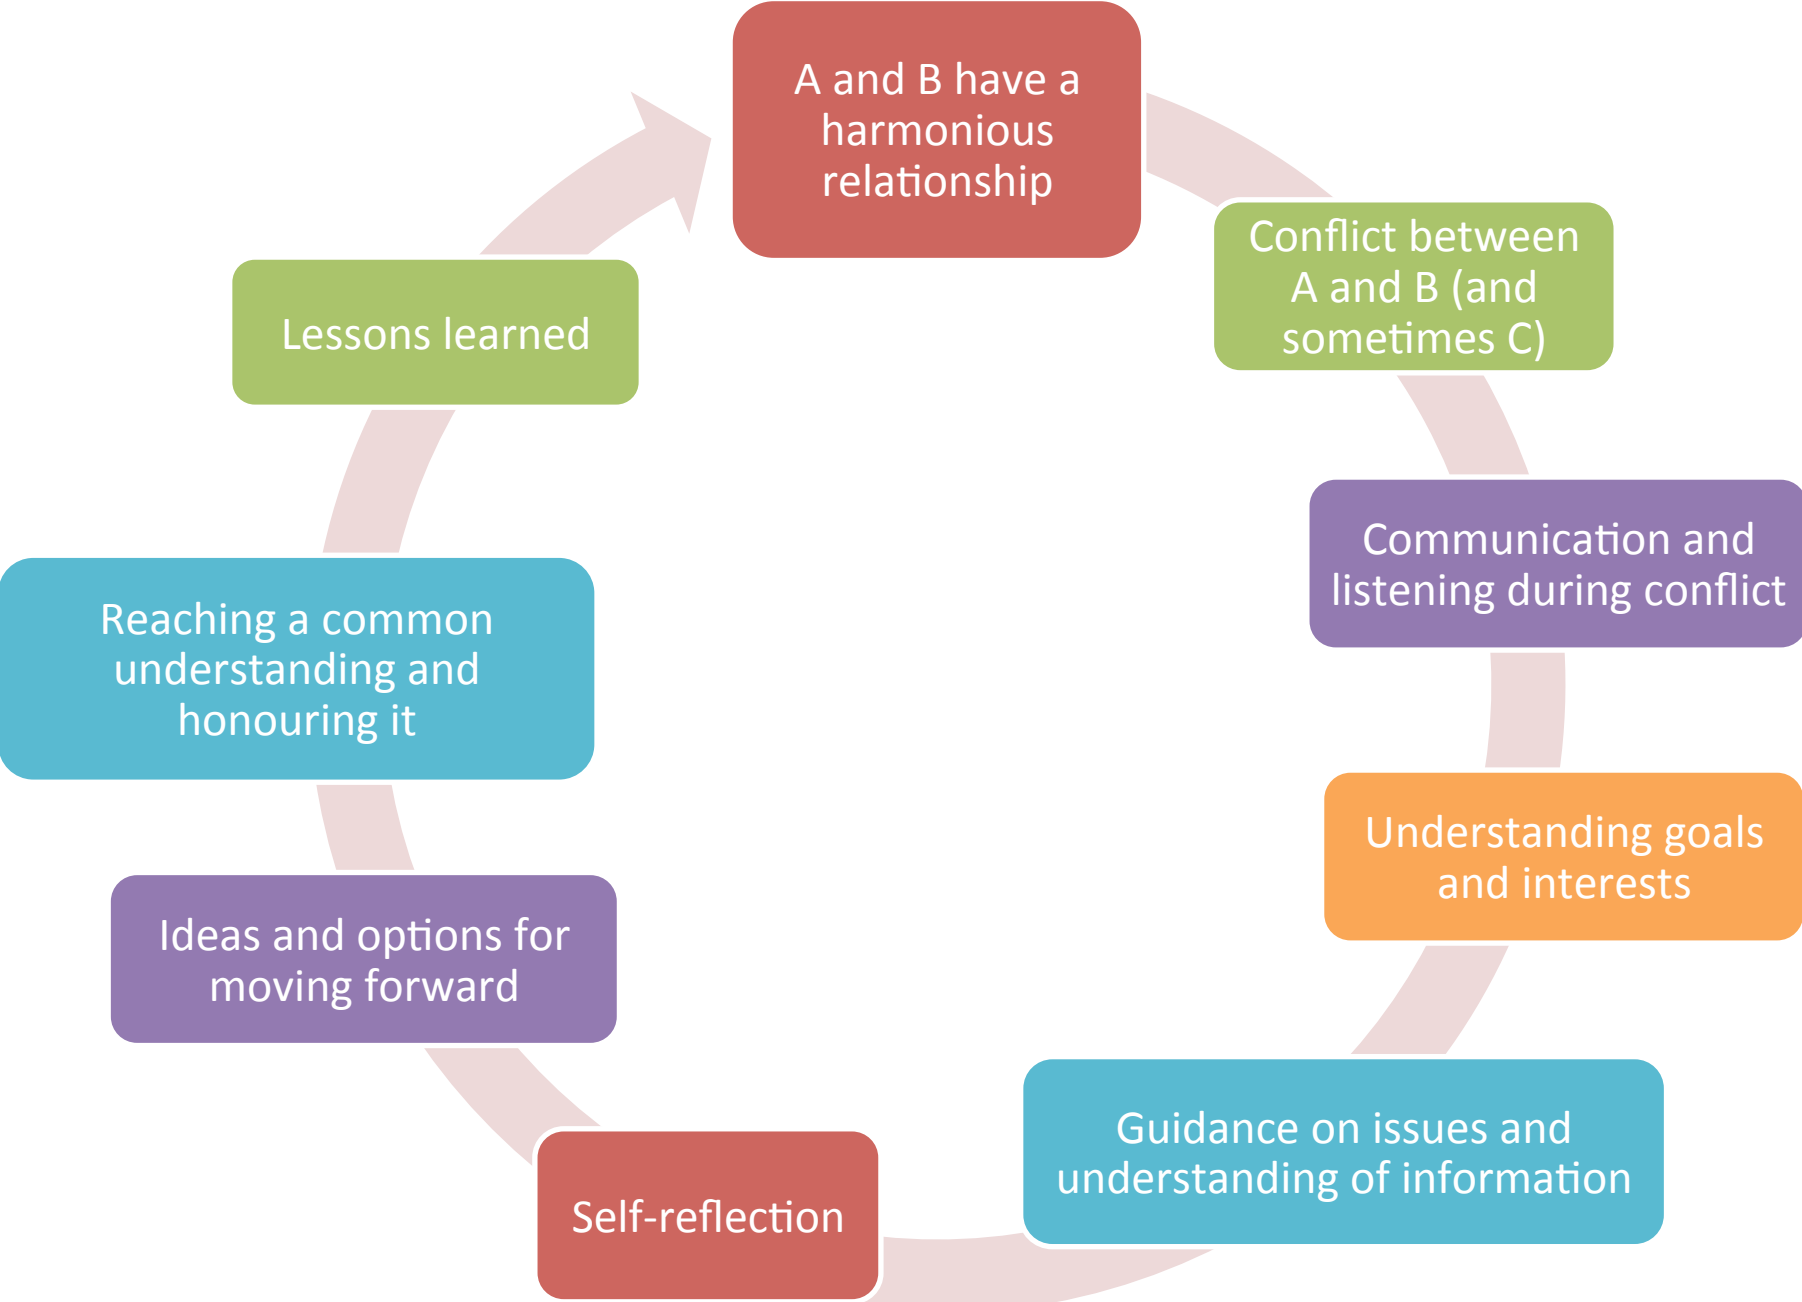 A and B have a
harmonious
relationship
Conflict between
A and B (and
sometimes C)
Communication and
listening during conflict
Understanding goals
and interests
Guidance on issues and
understanding of information
Self-reflection
Ideas and options for
moving forward
Reaching a common
understanding and
honouring it
Lessons learned